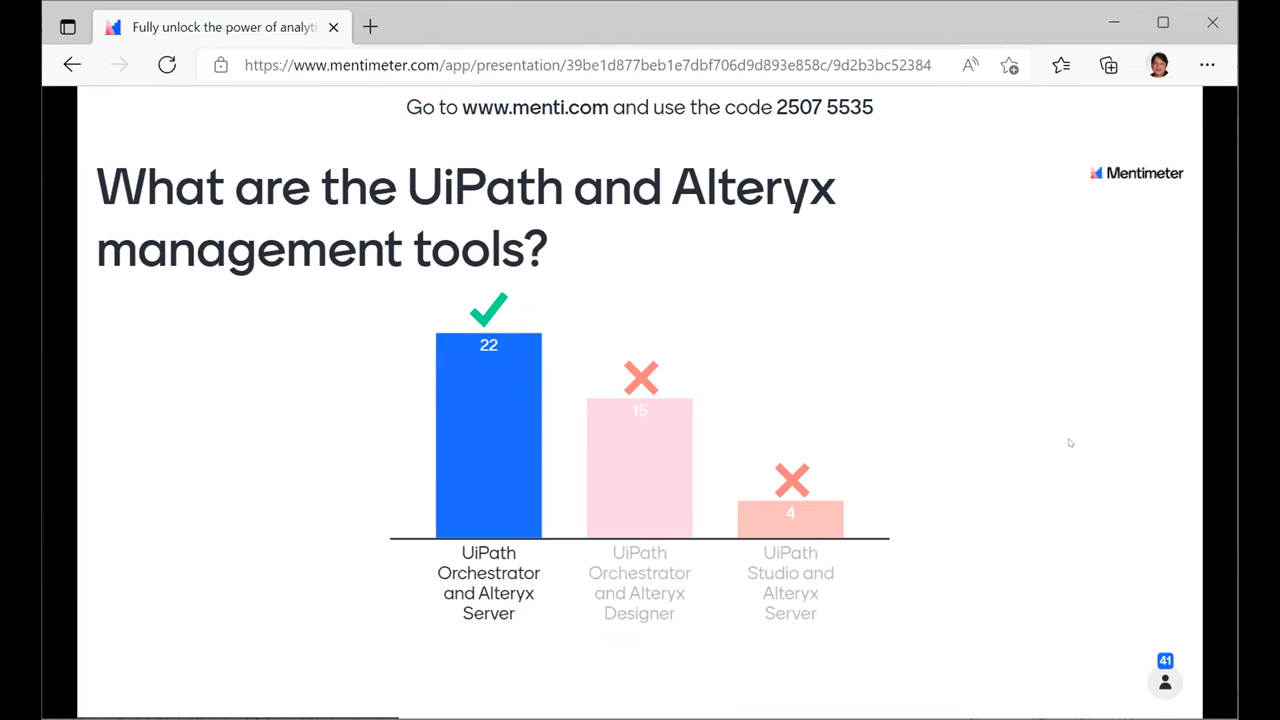 Fully unlock the power of analyti
https://www.mentimeter.com/app/presentation/39be1d877beb1e7dbf706d9d893e858c/9d2b3bc52384
Go to www.menti.com and use the code 2507 5535
What are the UiPath and Alteryx
management tools?
Mentimeter
22
15
4
UiPath
Orchestrator
and Alteryx
Server
UiPath
Orchestrator
and Alteryx
Designer
UiPath
Studio and
Alteryx
Server
41